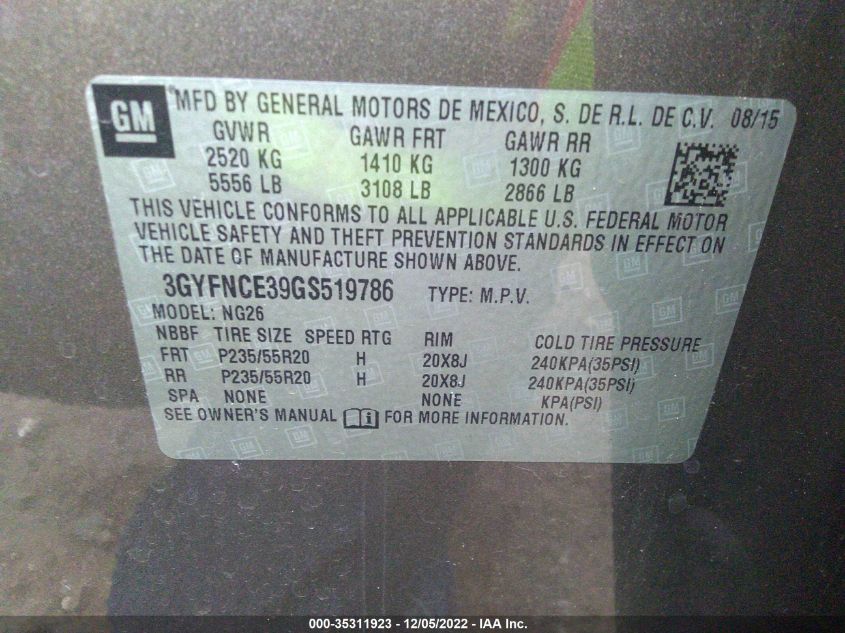 GM
® MFD BY GENERAL MOTORS DE MEXICO, S. DE R.L. DE C.V. 08/15
GVWR GAWR FRT GAWR RR
2520 KG 1410 KG 1300 KG
5556 LB 3108 LB 2866 LB
THIS VEHICLE CONFORMS TO ALL APPLICABLE U.S. FEDERAL MOTOR
VEHICLE SAFETY AND THEFT PREVENTION STANDARDS IN EFFECT ON
THE DATE OF MANUFACTURE SHOWN ABOVE.
3GYFNCE39GS519786 TYPE: M.P.V.
MODEL: NG26
NBBF TIRE SIZE SPEED RTG RIM COLD TIRE PRESSURE
FRT P235/55R20 H 20X8J 240KPA(35PSI)
RR P235/55R20 H 20X8J 240KPA(35PSI)
SPA NONE NONE KPA(PSI)
SEE OWNER'S MANUAL FOR MORE INFORMATION.
000-35311923 - 12/05/2022 - IAA Inc.